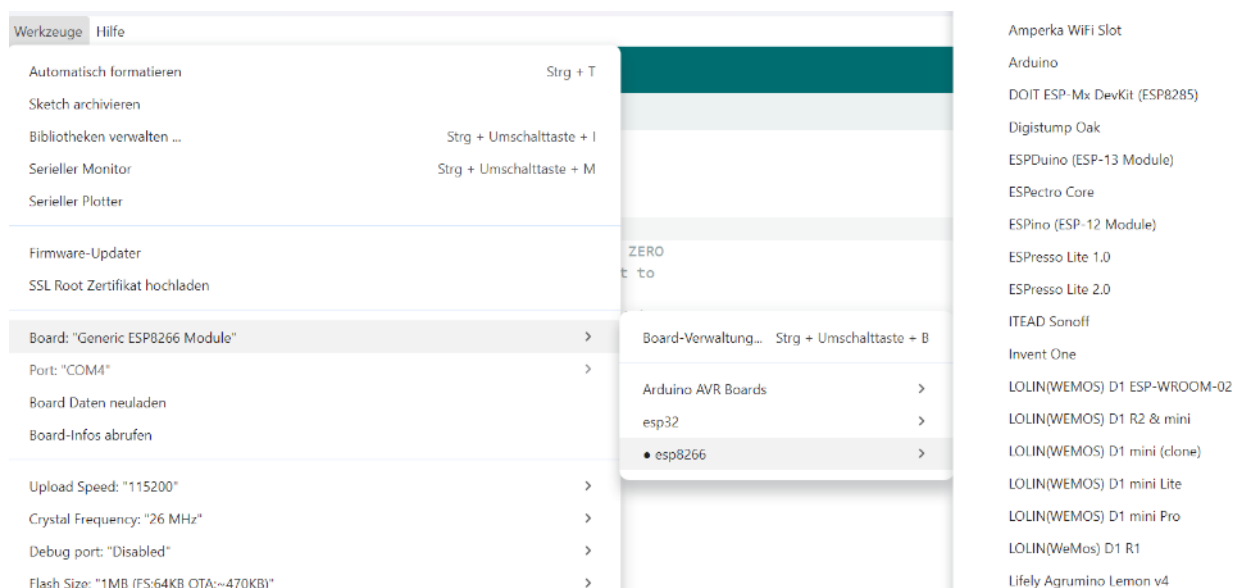 Werkzeuge Hilfe
Automatisch formatieren Strg + T
Sketch archivieren
Bibliotheken verwalten ... Strg + Umschalttaste + I
Serieller Monitor Strg + Umschalttaste + M
Serieller Plotter
Firmware-Updater
SSL Root Zertifikat hochladen
Board: "Generic ESP8266 Module"
Port: "COM4"
Board Daten neuladen
Board-Infos abrufen
Upload Speed: "115200"
Crystal Frequency: "26 MHz"
Debug port: "Disabled"
Flash Size: "1MB (FS:64KB OTA:~470KB)"
ZERO
t to
Board-Verwaltung... Strg + Umschalttaste + B
Arduino AVR Boards
esp32
● esp8266
Amperka WiFi Slot
Arduino
DOIT ESP-Mx DevKit (ESP8285)
Digistump Oak
ESPDuino (ESP-13 Module)
ESPectro Core
ESPino (ESP-12 Module)
ESPresso Lite 1.0
ESPresso Lite 2.0
ITEAD Sonoff
Invent One
LOLIN(WEMOS) D1 ESP-WROOM-02
LOLIN(WEMOS) D1 R2 & mini
LOLIN(WEMOS) D1 mini (clone)
LOLIN(WEMOS) D1 mini Lite
LOLIN(WEMOS) D1 mini Pro
LOLIN(WeMos) D1 R1
Lifely Agrumino Lemon v4